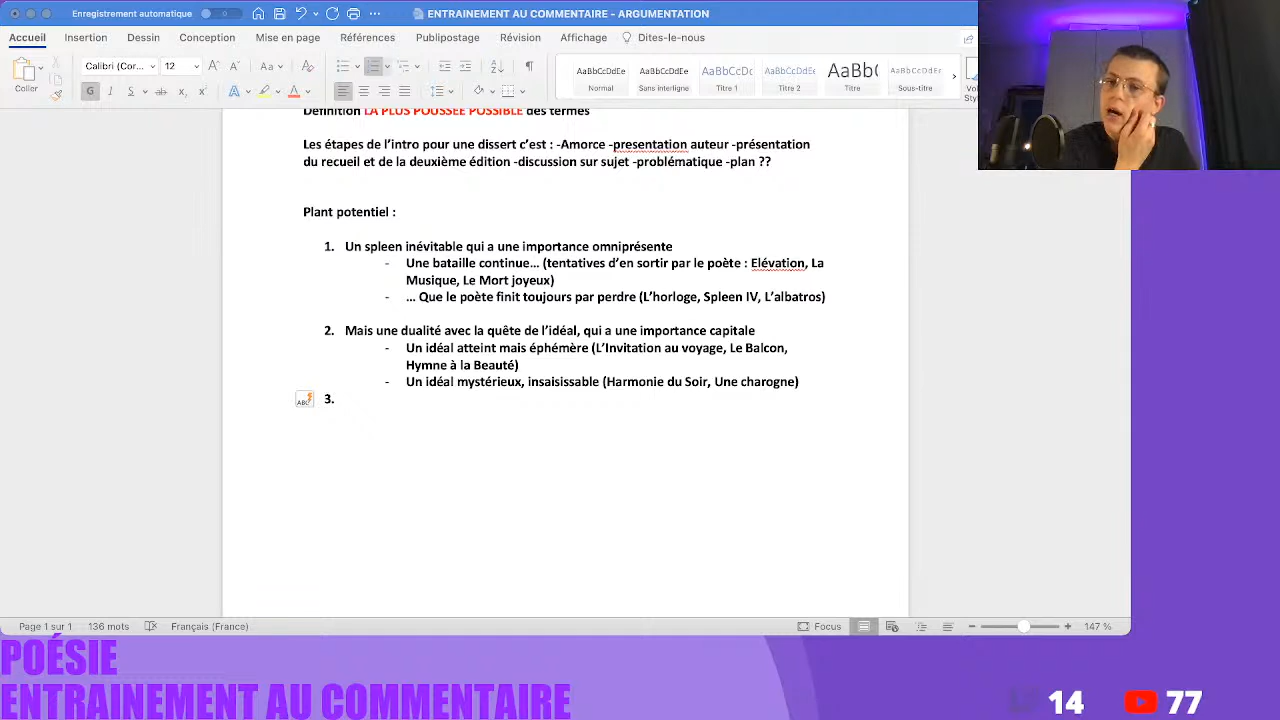 Enregistrement automatique
ENTRAINEMENT AU COMMENTAIRE - ARGUMENTATION
Accueil Insertion Dessin Conception Mise en page Références Publipostage Révision Affichage Dites-le-nous
Coller
Calibri (Cor... 12
AaBbCcDdEe AaBbCcDdEe AaBbCcDc AaBbCcDdEe AaBb( AaBbCcDdEe
Normal Sans interligne Titre 1 Titre 2 Titre Sous-titre
Définition LA PLUS POUSSEE POSSIBLE des termes
Les étapes de l'intro pour une dissert c'est : -Amorce -presentation auteur -présentation
du recueil et de la deuxième édition -discussion sur sujet -problématique -plan ??
Plant potentiel :
1. Un spleen inévitable qui a une importance omniprésente
- Une bataille continue... (tentatives d'en sortir par le poète : Elévation, La
Musique, Le Mort joyeux)
- ... Que le poète finit toujours par perdre (L'horloge, Spleen IV, L'albatros)
2. Mais une dualité avec la quête de l'idéal, qui a une importance capitale
- Un idéal atteint mais éphémère (L'Invitation au voyage, Le Balcon,
Hymne à la Beauté)
- Un idéal mystérieux, insaisissable (Harmonie du Soir, Une charogne)
ABC 3.
Page 1 sur 1 136 mots Français (France) Focus 147 %
POÉSIE
ENTRAINEMENT AU COMMENTAIRE
14 77